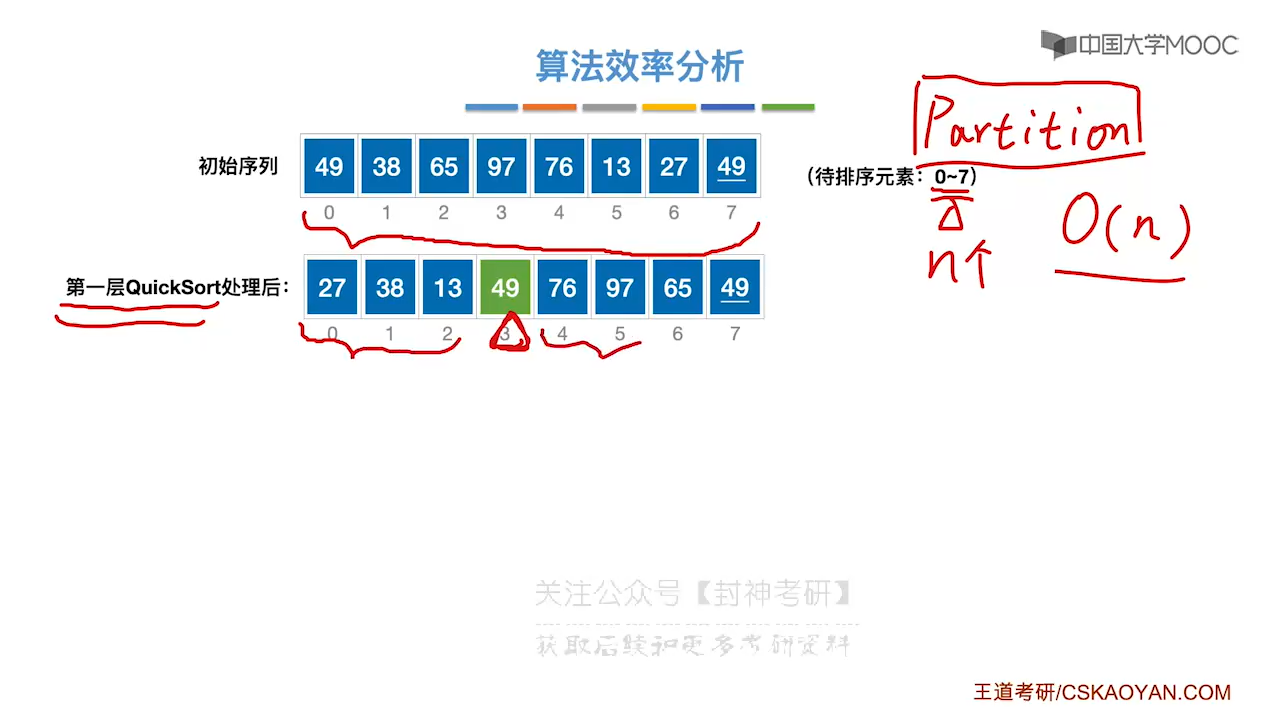 中国大学MOOC
算法效率分析
Partition
初始序列 49 38 65 97 76 13 27 49 (待排序元素：0~7)
0 1 2 3 4 5 6 7
n个
O(n)
第一层QuickSort处理后： 27 38 13 49 76 97 65 49
0 1 2 3 4 5 6 7
关注公众号【封神考研】
获取后续和更多考研资料
王道考研/CSKAOYAN.COM